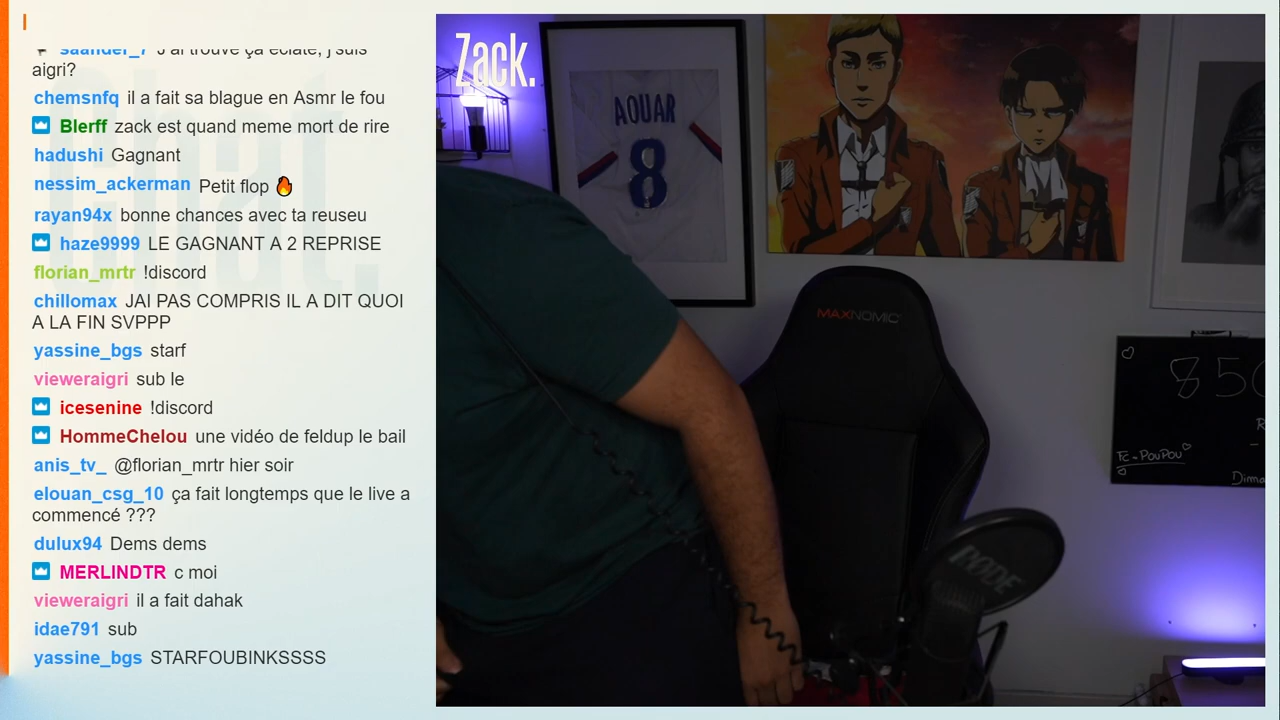 saander_7 J'ai trouvé ça éclaté, j'suis
aigri?
chemsnfq il a fait sa blague en Asmr le fou
Blerff zack est quand meme mort de rire
hadushi Gagnant
nessim_ackerman Petit flop 🔥
rayan94x bonne chances avec ta reuseu
haze9999 LE GAGNANT A 2 REPRISE
florian_mrtr !discord
chillomax JAI PAS COMPRIS IL A DIT QUOI
A LA FIN SVPPP
yassine_bgs starf
vieweraigri sub le
icesenine !discord
HommeChelou une vidéo de feldup le bail
anis_tv_ @florian_mrtr hier soir
elouan_csg_10 ça fait longtemps que le live a
commencé ???
dulux94 Dems dems
MERLINDTR c moi
vieweraigri il a fait dahak
idae791 sub
yassine_bgs STARFOUBINKSSSS
Chat.
Zack.
AOUAR
8
MAXNOMIC
850
FC-POUPOU
Dima
RODE